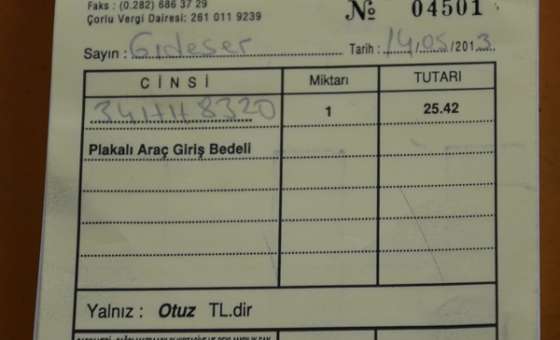 Faks : (0.282) 686 37 29
Çorlu Vergi Dairesi: 261 011 9239
№ 04501
Sayın : Gideser Tarih : 14/05/2013
CİNSİ Miktarı TUTARI
34HH8320 1 25.42
Plakalı Araç Giriş Bedeli
Yalnız : Otuz TL.dir